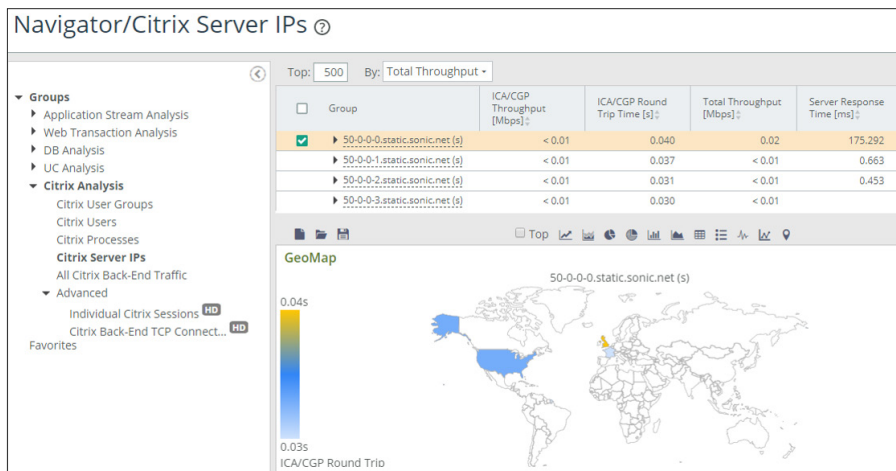 Navigator/Citrix Server IPs ?
Top: 500 By: Total Throughput
Groups
Application Stream Analysis
Web Transaction Analysis
DB Analysis
UC Analysis
Citrix Analysis
Citrix User Groups
Citrix Users
Citrix Processes
Citrix Server IPs
All Citrix Back-End Traffic
Advanced
Individual Citrix Sessions HD
Citrix Back-End TCP Connect... HD
Favorites
Group ICA/CGP Throughput [Mbps] ICA/CGP Round Trip Time [s] Total Throughput [Mbps] Server Response Time [ms]
50-0-0-0.static.sonic.net (s) < 0.01 0.040 0.02 175.292
50-0-0-1.static.sonic.net (s) < 0.01 0.037 < 0.01 0.663
50-0-0-2.static.sonic.net (s) < 0.01 0.031 < 0.01 0.453
50-0-0-3.static.sonic.net (s) < 0.01 0.030 < 0.01
Top
GeoMap
50-0-0-0.static.sonic.net (s)
0.04s
0.03s
ICA/CGP Round Trip